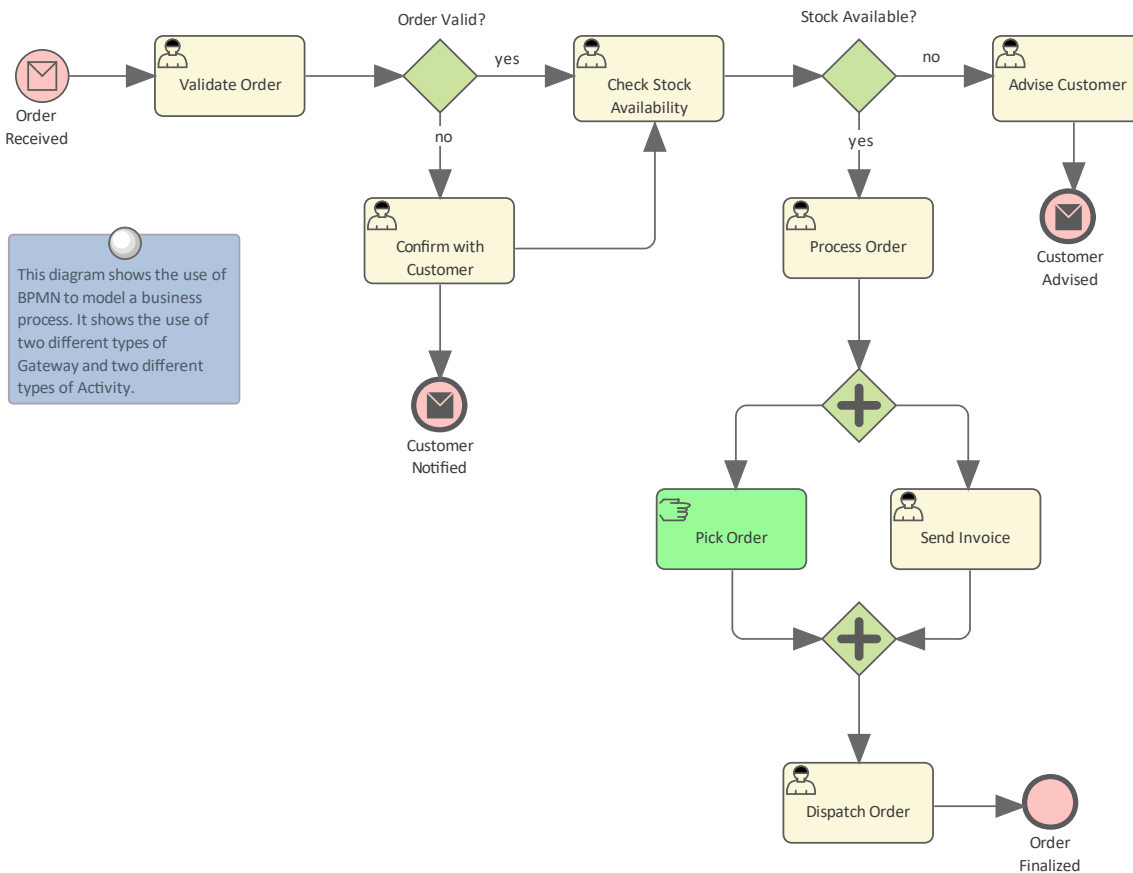 Order Valid?
Stock Available?
Validate Order
yes
Check Stock
Availability
no
Advise Customer
Order
Received
no
yes
Confirm with
Customer
Process Order
Customer
Advised
This diagram shows the use of
BPMN to model a business
process. It shows the use of
two different types of
Gateway and two different
types of Activity.
Customer
Notified
Pick Order
Send Invoice
Dispatch Order
Order
Finalized